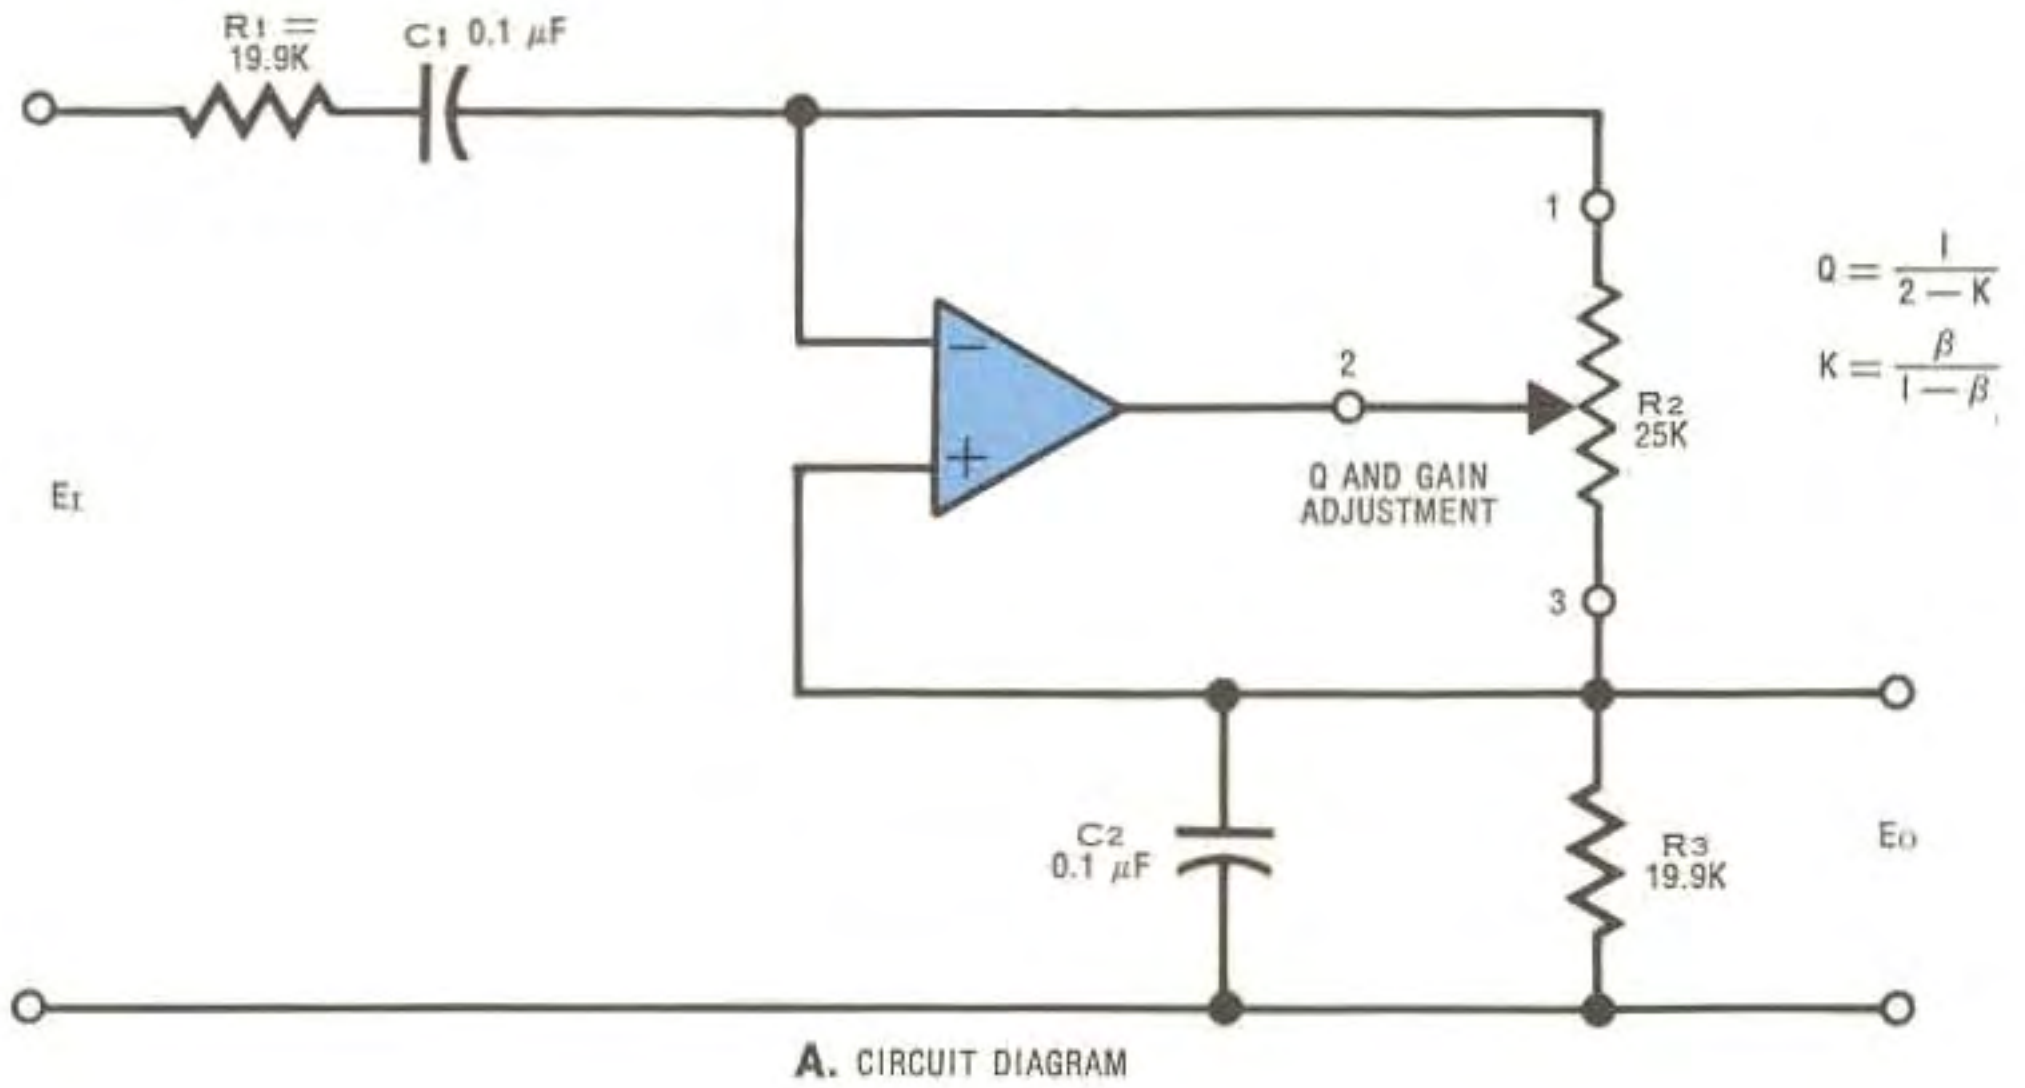 R1 =
19.9K
C1 0.1 μF
1
Q = 1 / 2 − K
K = β / 1 − β
−
2
R2
25K
+
Q AND GAIN
ADJUSTMENT
EI
3
C2
0.1 μF
R3
19.9K
EO
A. CIRCUIT DIAGRAM